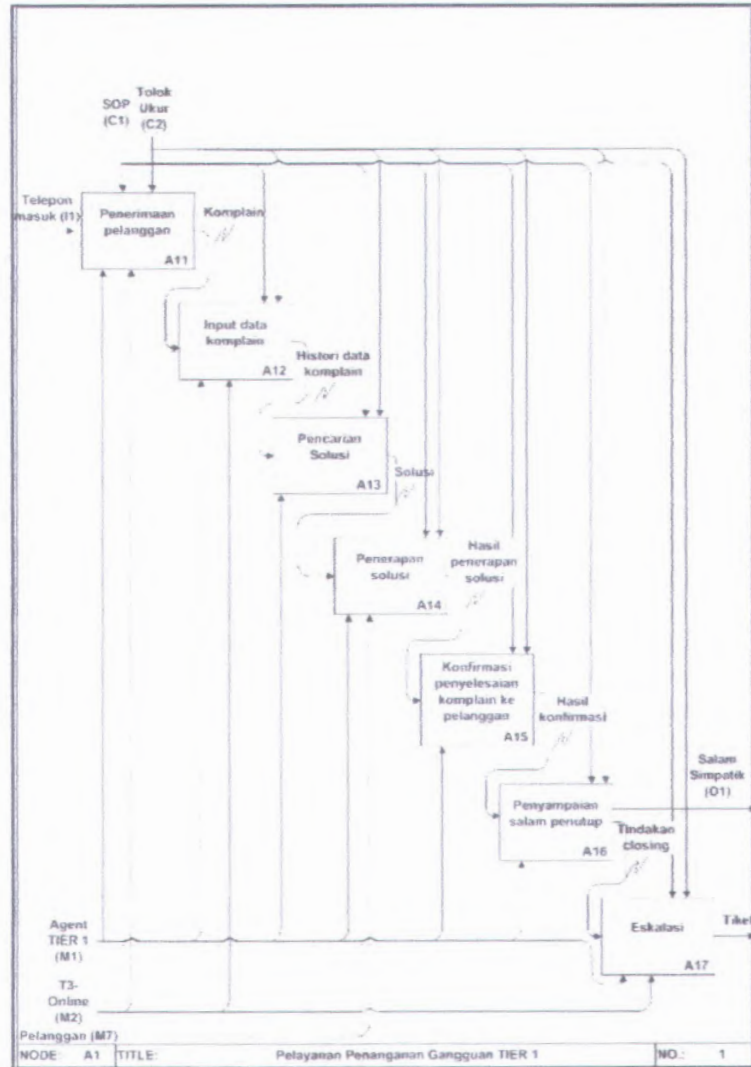 SOP
(C1)
Tolok
Ukur
(C2)
Telepon
masuk (I1)
Penerimaan
pelanggan
A11
Komplain
Input data
komplain
A12
Histori data
komplain
Pencarian
Solusi
A13
Solusi
Penerapan
solusi
A14
Hasil
penerapan
solusi
Konfirmasi
penyelesaian
komplain ke
pelanggan
A15
Hasil
konfirmasi
Penyampaian
salam penutup
A16
Salam
Simpatik
(O1)
Tindakan
closing
Eskalasi
A17
Tiket
Agent
TIER 1
(M1)
T3-
Online
(M2)
Pelanggan (M7)
NODE: A1 TITLE: Pelayanan Penanganan Gangguan TIER 1 NO.: 1